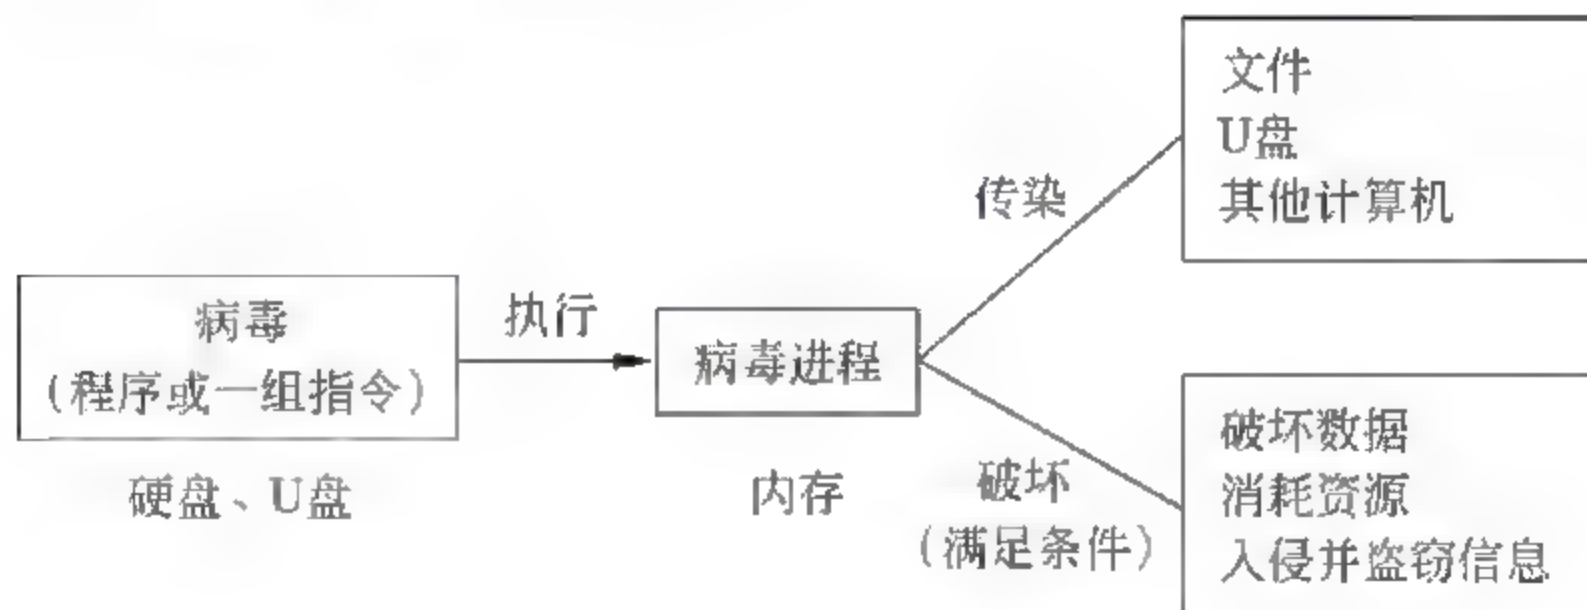 文件
U盘
其他计算机
传染
病毒
(程序或一组指令)
执行
病毒进程
硬盘、U盘
内存
破坏
(满足条件)
破坏数据
消耗资源
入侵并盗窃信息